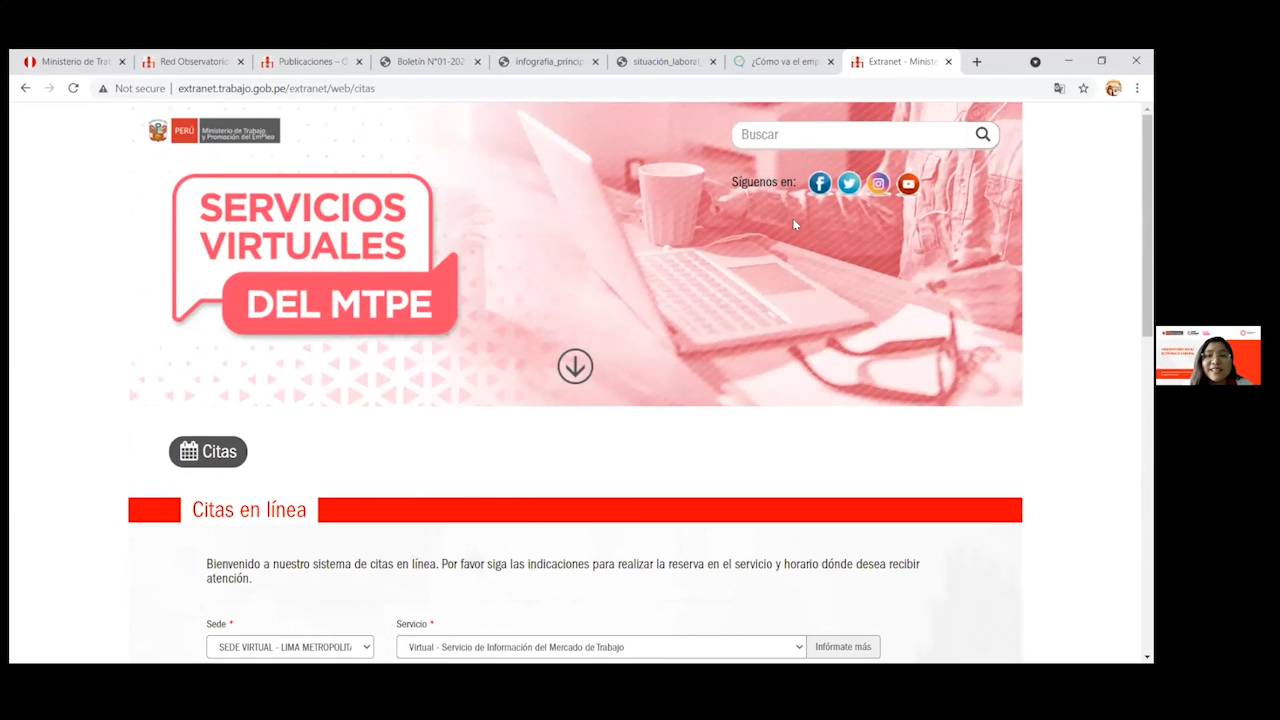 Ministerio de Tra
Red Observatorio
Publicaciones – O
Boletín N°01-202
infografia_princip
situación_laboral_
¿Cómo va el emp
Extranet - Ministe
Not secure | extranet.trabajo.gob.pe/extranet/web/citas
PERÚ
Ministerio de Trabajo
y Promoción del Empleo
Buscar
Síguenos en:
SERVICIOS
VIRTUALES
DEL MTPE
Citas
Citas en línea
Bienvenido a nuestro sistema de citas en línea. Por favor siga las indicaciones para realizar la reserva en el servicio y horario dónde desea recibir
atención.
Sede *
Servicio *
SEDE VIRTUAL - LIMA METROPOLIT
Virtual - Servicio de Información del Mercado de Trabajo
Infórmate más